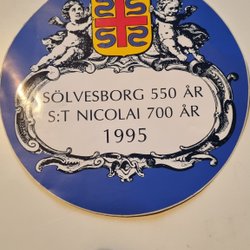 SÖLVESBORG 550 ÅR
S:T NICOLAI 700 ÅR
1995